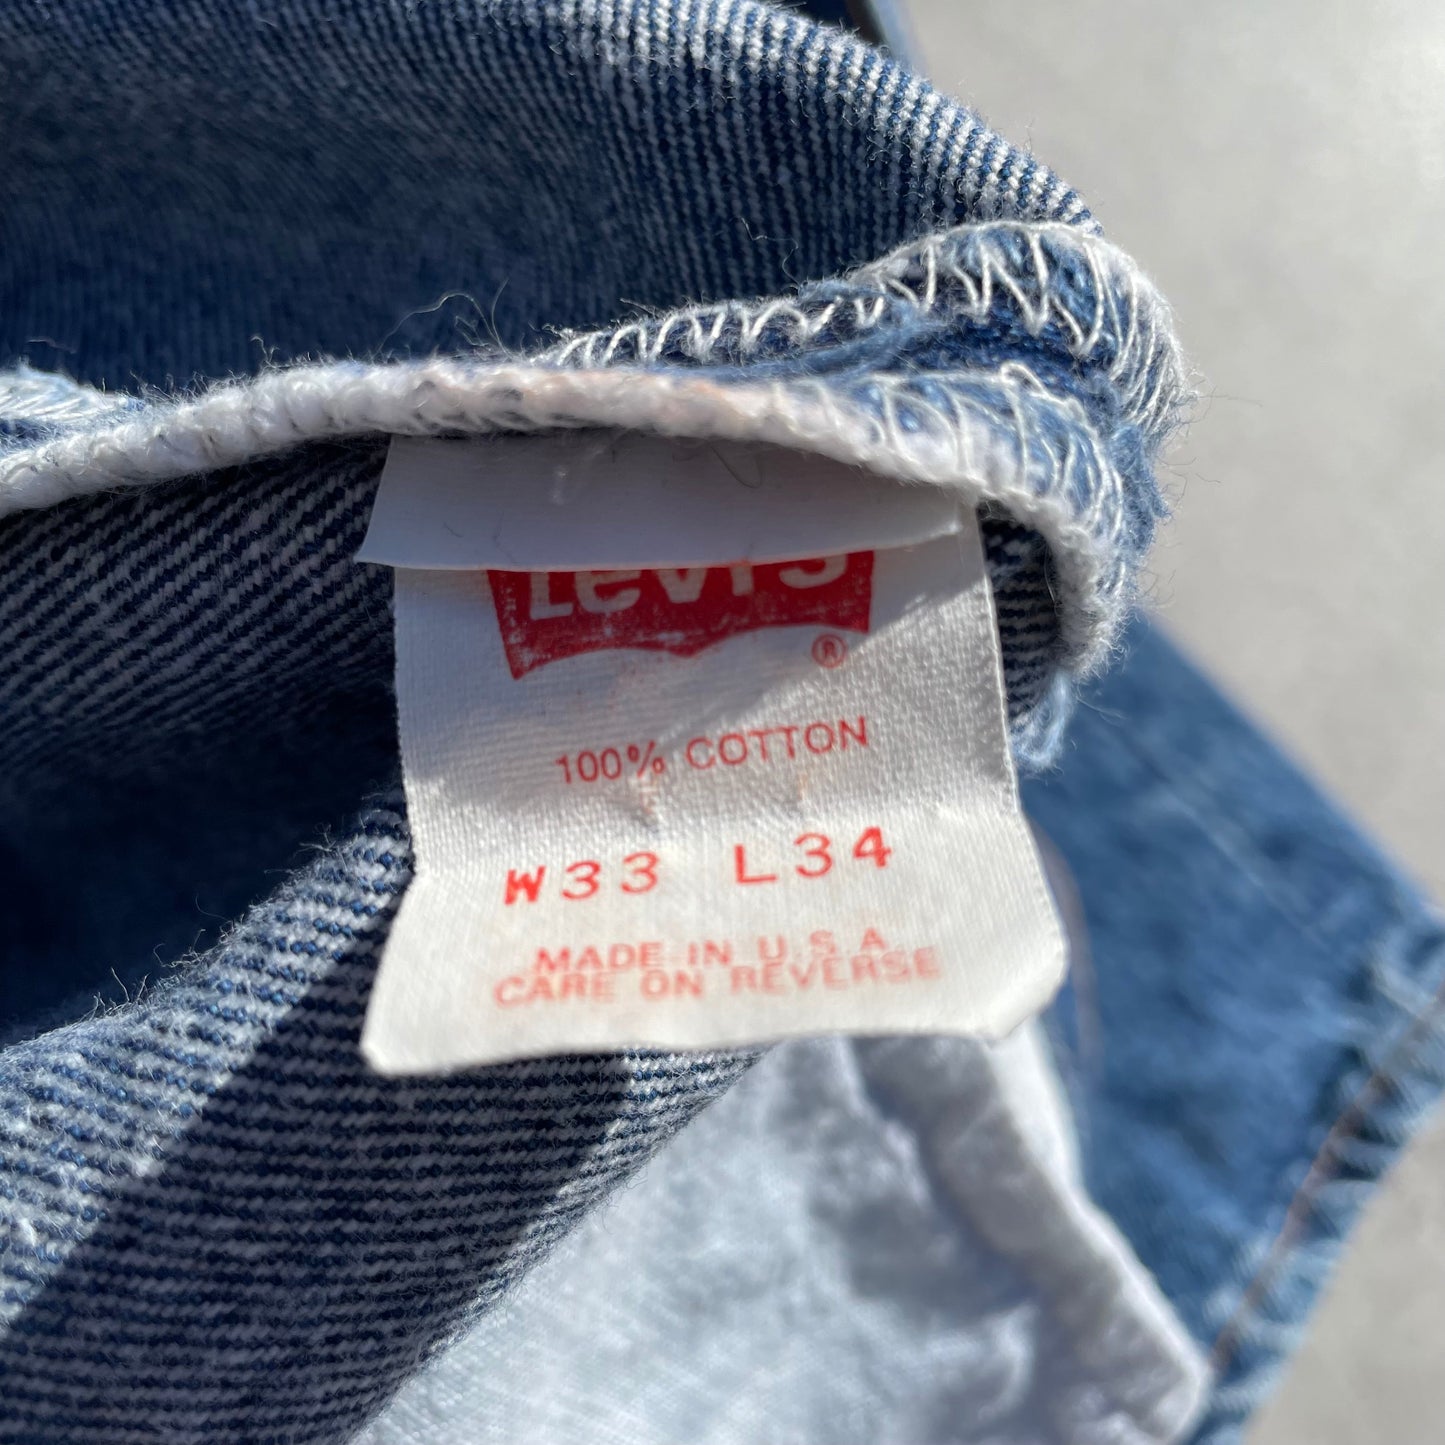 Levi's
®
100% COTTON
W33 L34
MADE IN U.S.A.
CARE ON REVERSE